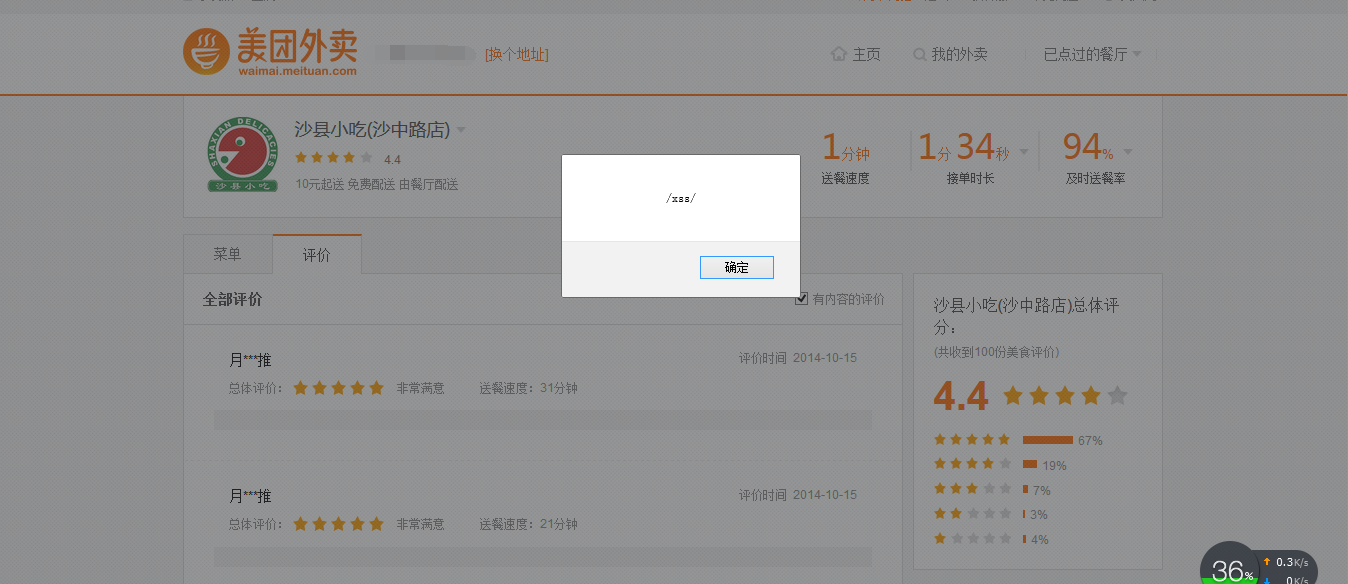 美团外卖
waimai.meituan.com
[换个地址]
主页
我的外卖
已点过的餐厅
SHAXIAN DELICACIES
沙县小吃
沙县小吃(沙中路店)
4.4
10元起送 免费配送 由餐厅配送
1分钟
送餐速度
1分34秒
接单时长
94%
及时送餐率
/xss/
确定
菜单
评价
全部评价
有内容的评价
月***推
评价时间 2014-10-15
总体评价：
非常满意
送餐速度：31分钟
月***推
评价时间 2014-10-15
总体评价：
非常满意
送餐速度：21分钟
沙县小吃(沙中路店)总体评
分：
(共收到100份美食评价)
4.4
67%
19%
7%
3%
4%
36%
0.3K/s
0K/s